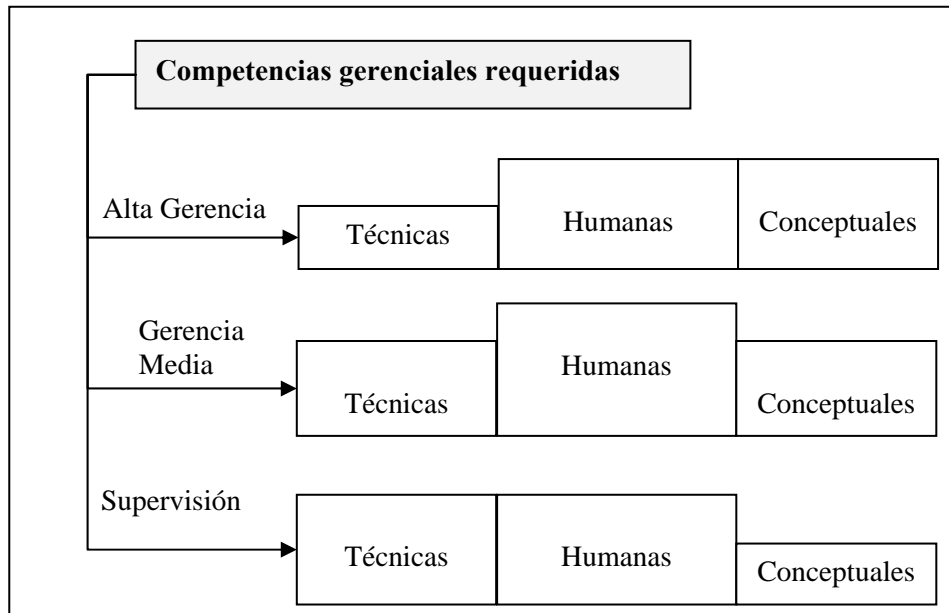 Competencias gerenciales requeridas
Alta Gerencia
Técnicas
Humanas
Conceptuales
Gerencia
Media
Técnicas
Humanas
Conceptuales
Supervisión
Técnicas
Humanas
Conceptuales